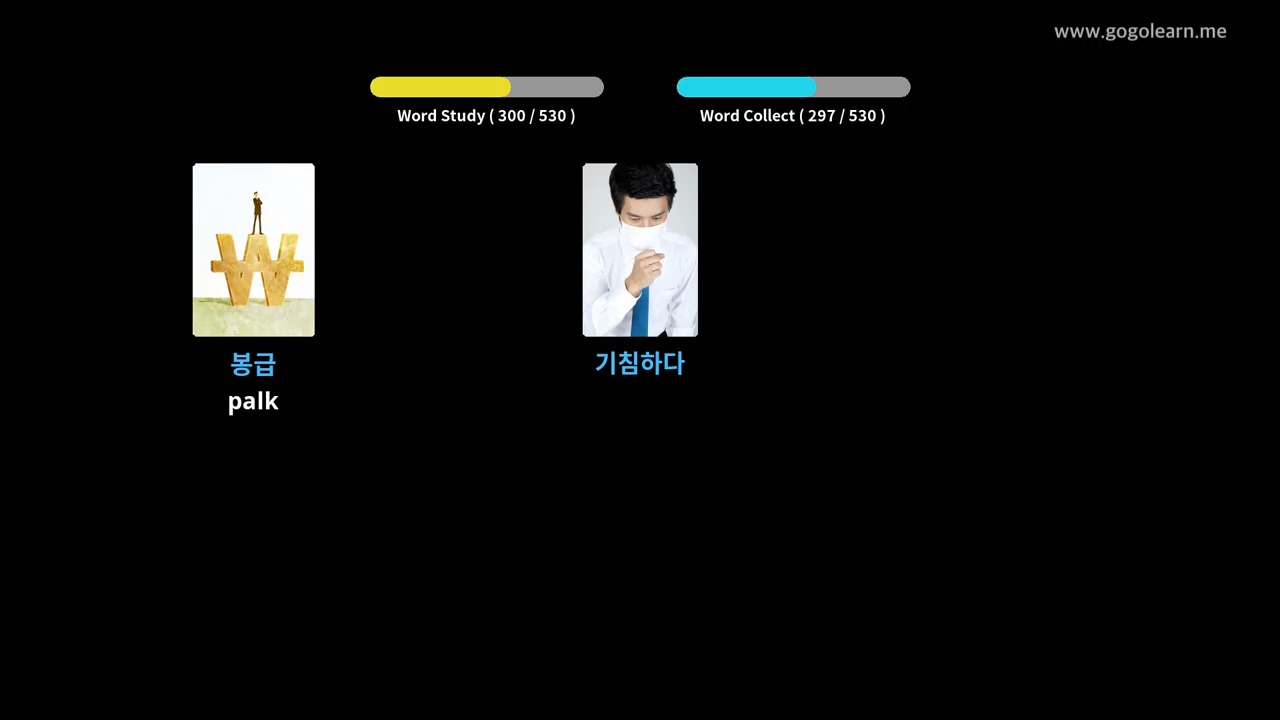 www.gogolearn.me
Word Study ( 300 / 530 )
Word Collect ( 297 / 530 )
봉급
palk
기침하다